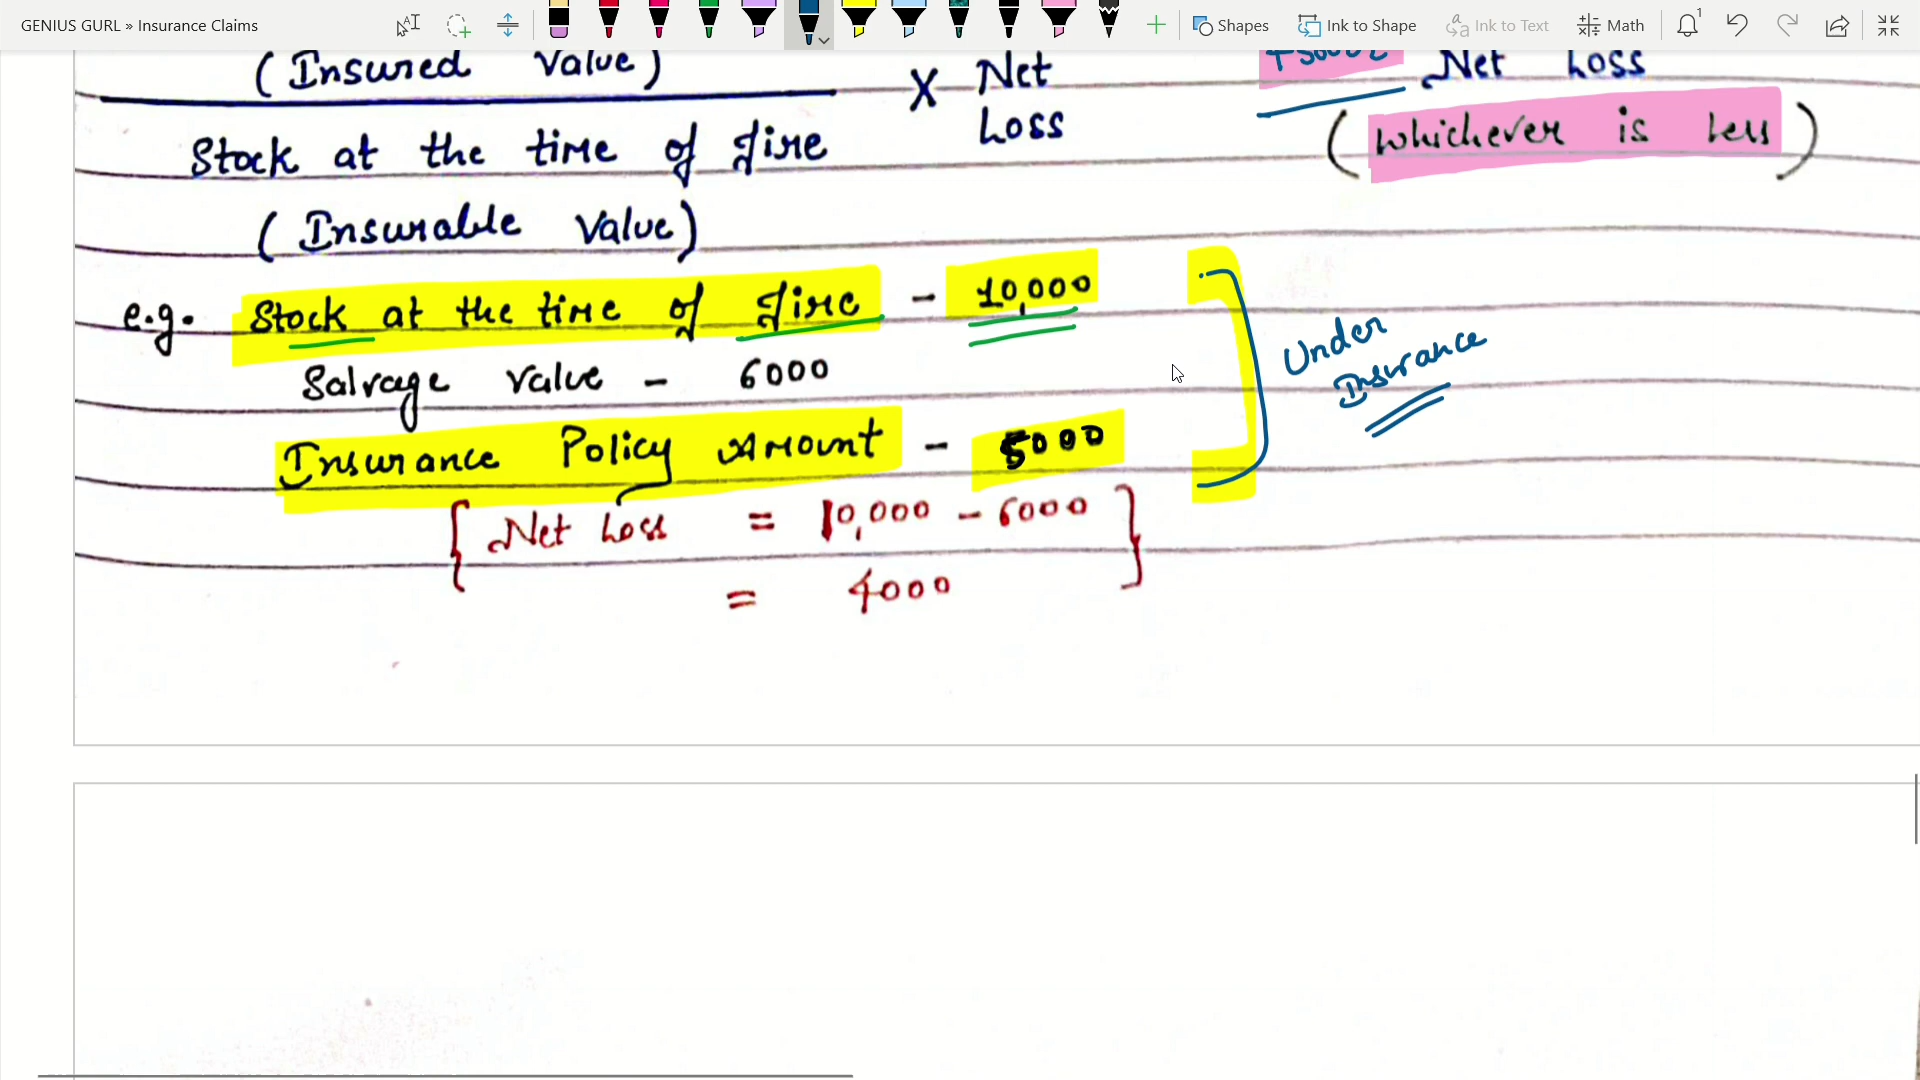 GENIUS GURL » Insurance Claims
Shapes
Ink to Shape
Ink to Text
Math
1
(Insured Value)
X Net Loss
Stock at the time of fire
(Insurable Value)
Net Loss
(Whichever is less)
e.g. Stock at the time of fire - 10,000
Salvage Value - 6000
Insurance Policy Amount - 5000
Under Insurance
{ Net Loss = 10,000 - 6000 }
= 4000